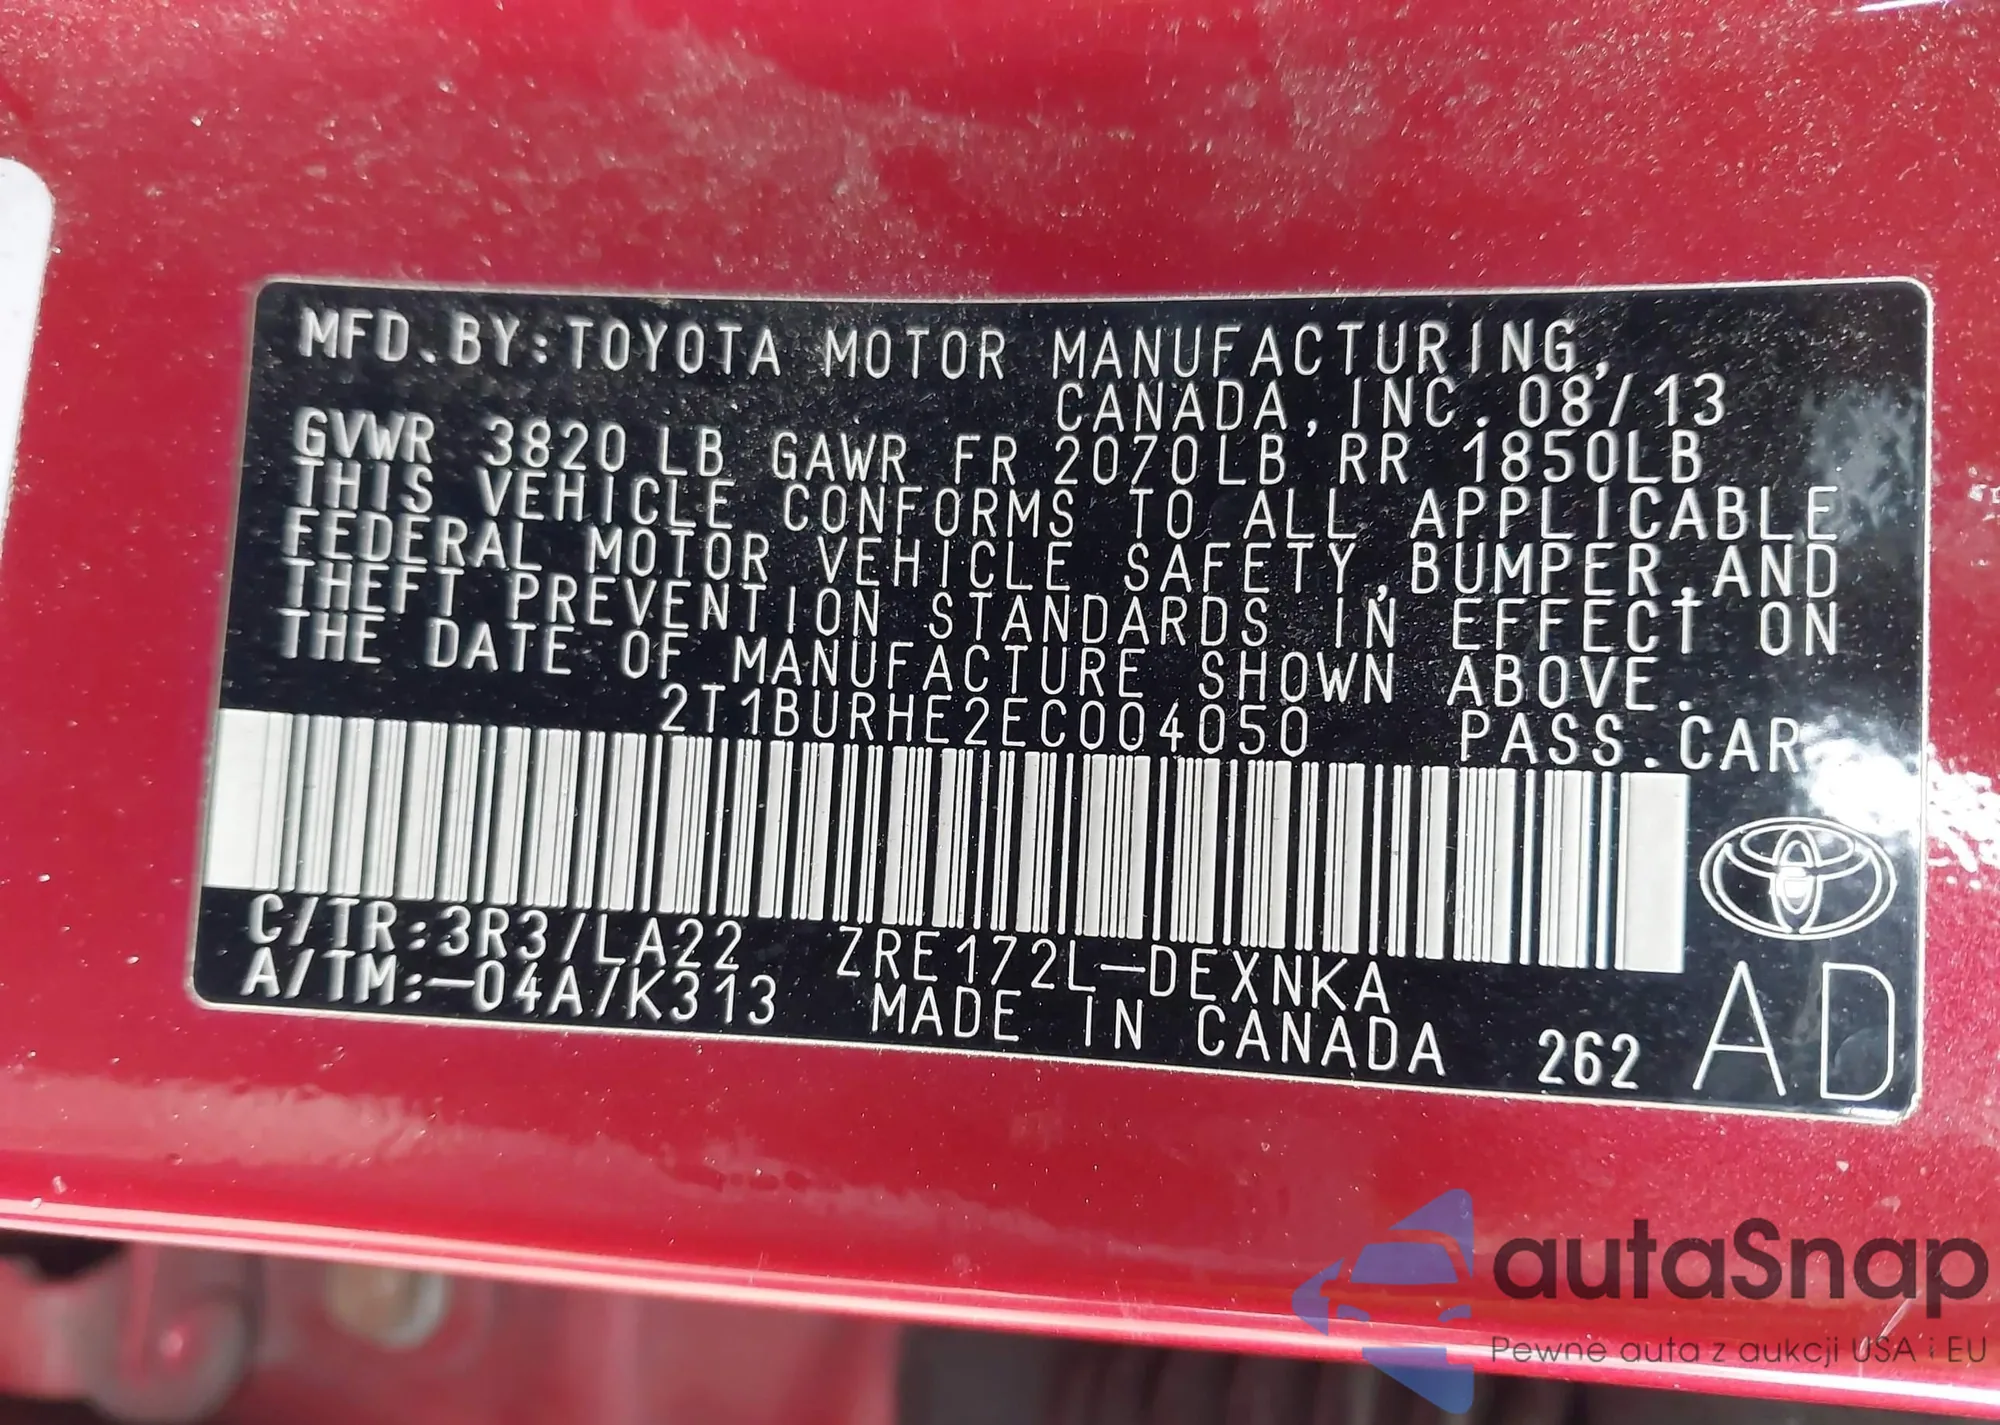 MFD.BY:TOYOTA MOTOR MANUFACTURING,
CANADA,INC.08/13
GVWR 3820LB GAWR FR 2070LB RR 1850LB
THIS VEHICLE CONFORMS TO ALL APPLICABLE
FEDERAL MOTOR VEHICLE SAFETY,BUMPER,AND
THEFT PREVENTION STANDARDS IN EFFECT ON
THE DATE OF MANUFACTURE SHOWN ABOVE.
2T1BURHE2EC004050 PASS.CAR
C/TR:3R3/LA22 ZRE172L-DEXNKA
A/TM:-04A/K313 MADE IN CANADA 262 AD
autaSnap
Pewne auta z aukcji USA i EU